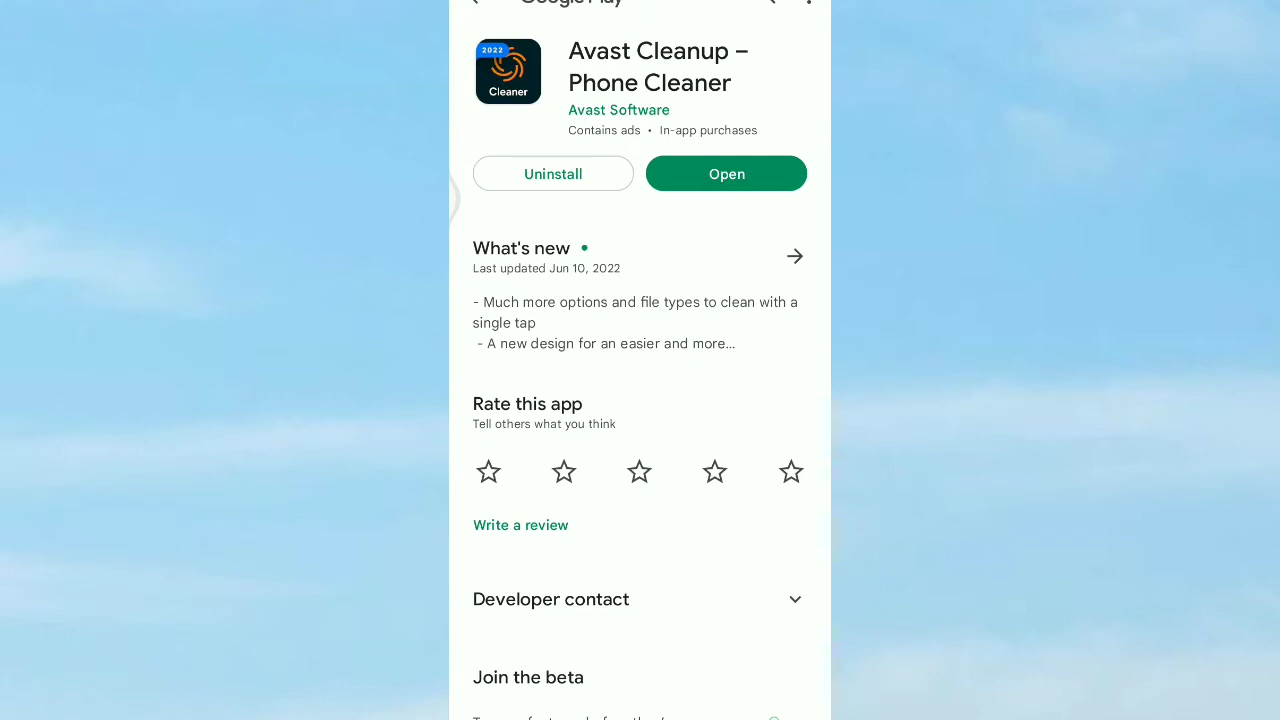 Google Play
2022
Cleaner
Avast Cleanup –
Phone Cleaner
Avast Software
Contains ads • In-app purchases
Uninstall
Open
What's new •
Last updated Jun 10, 2022
- Much more options and file types to clean with a
single tap
- A new design for an easier and more...
Rate this app
Tell others what you think
Write a review
Developer contact
Join the beta